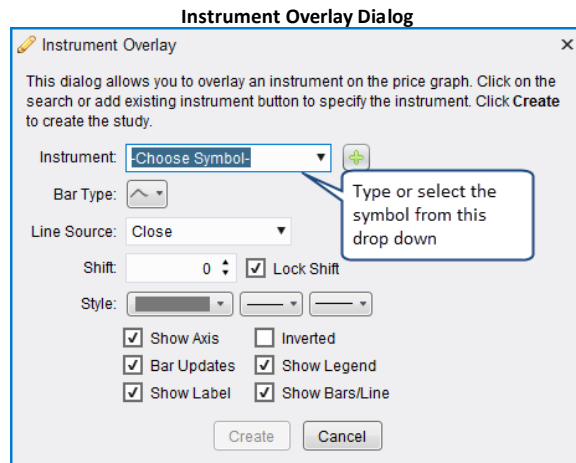 Instrument Overlay Dialog
Instrument Overlay
This dialog allows you to overlay an instrument on the price graph. Click on the
search or add existing instrument button to specify the instrument. Click Create
to create the study.
Instrument: -Choose Symbol-
Type or select the
symbol from this
drop down
Bar Type:
Line Source: Close
Shift: 0 Lock Shift
Style:
Show Axis Inverted
Bar Updates Show Legend
Show Label Show Bars/Line
Create Cancel